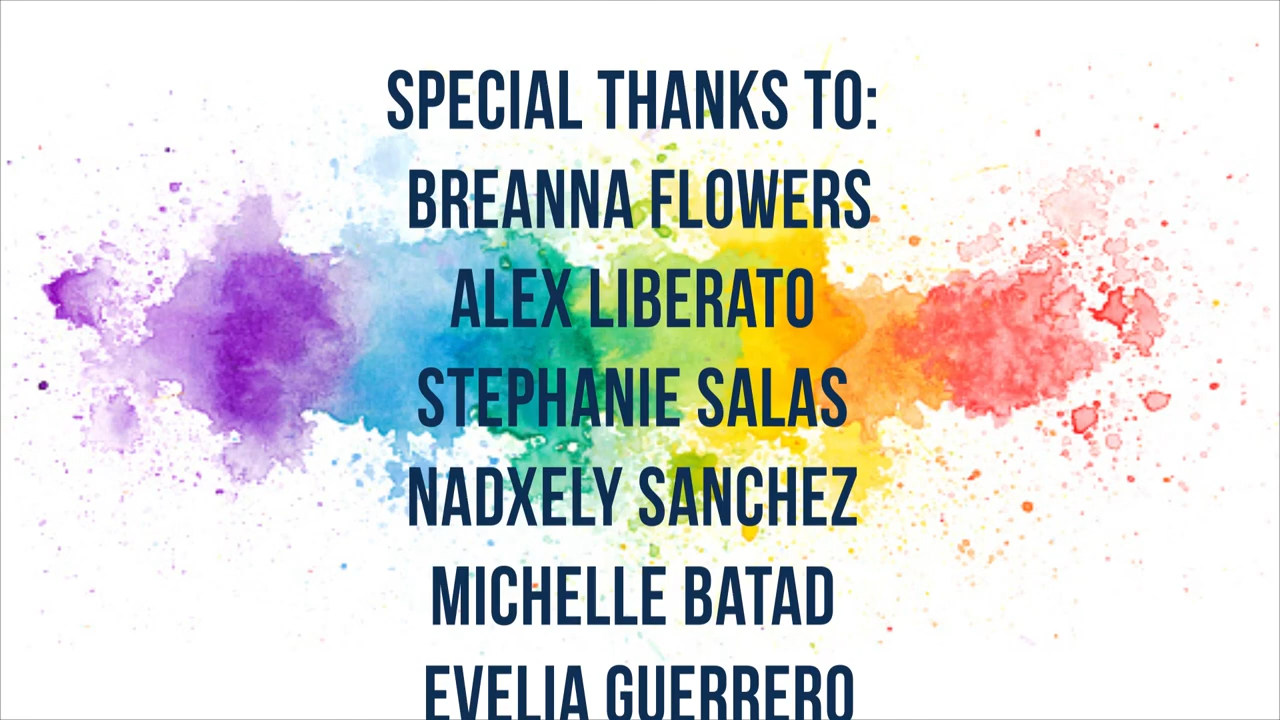 SPECIAL THANKS TO:
BREANNA FLOWERS
ALEX LIBERATO
STEPHANIE SALAS
NADXELY SANCHEZ
MICHELLE BATAD
EVELIA GUERRERO